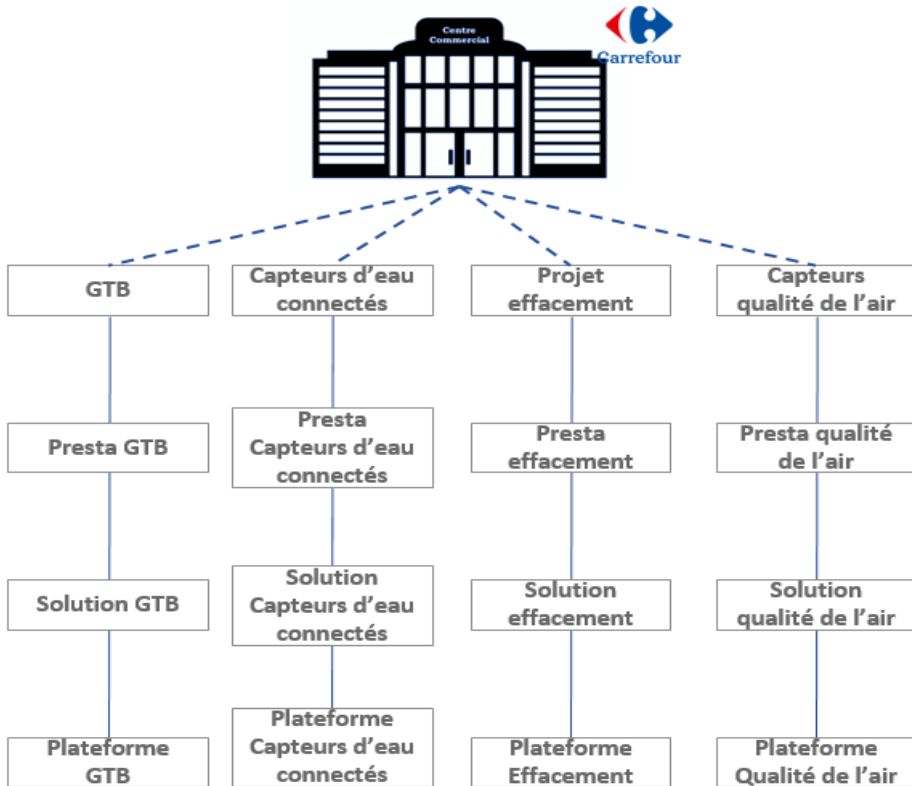 Centre
Commercial
Carrefour
GTB
Capteurs d'eau
connectés
Projet
effacement
Capteurs
qualité de l'air
Presta GTB
Presta
Capteurs d'eau
connectés
Presta
effacement
Presta qualité
de l'air
Solution GTB
Solution
Capteurs d'eau
connectés
Solution
effacement
Solution
qualité de l'air
Plateforme
GTB
Plateforme
Capteurs d'eau
connectés
Plateforme
Effacement
Plateforme
Qualité de l'air